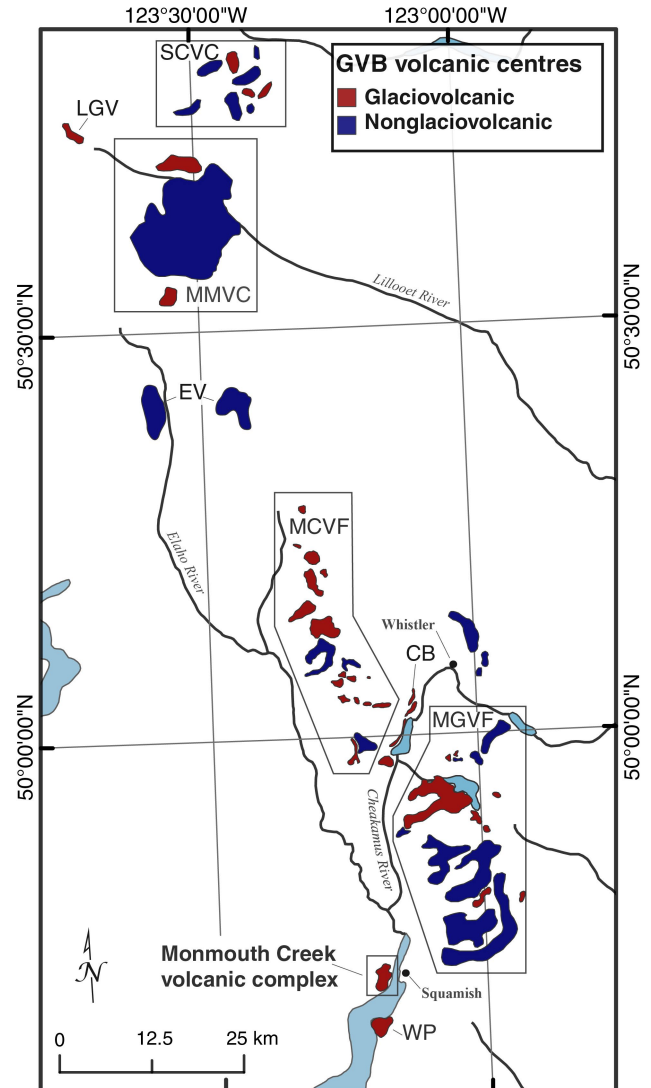 123°30'00"W
123°00'00"W
SCVC
GVB volcanic centres
Glaciovolcanic
Nonglaciovolcanic
LGV
MMVC
Lillooet River
50°30'00"N
50°30'00"N
EV
MCVF
Elaho River
Whistler
CB
MGVF
50°00'00"N
50°00'00"N
Cheakamus River
Monmouth Creek
volcanic complex
N
Squamish
WP
0 12.5 25 km